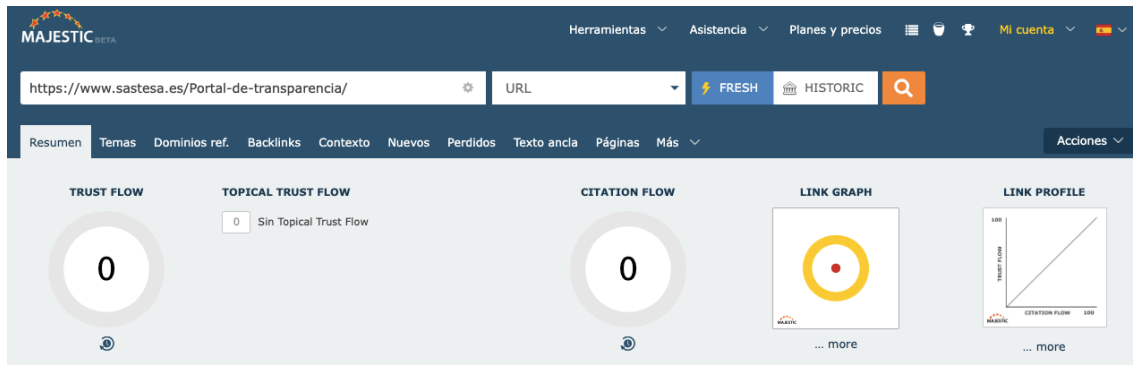 MAJESTIC BETA
Herramientas Asistencia Planes y precios Mi cuenta
https://www.sastesa.es/Portal-de-transparencia/ URL FRESH HISTORIC
Resumen Temas Dominios ref. Backlinks Contexto Nuevos Perdidos Texto ancla Páginas Más Acciones
TRUST FLOW TOPICAL TRUST FLOW CITATION FLOW LINK GRAPH LINK PROFILE
0 Sin Topical Trust Flow
100
0 0
TRUST FLOW
CITATION FLOW 100
MAJESTIC MAJESTIC
... more ... more